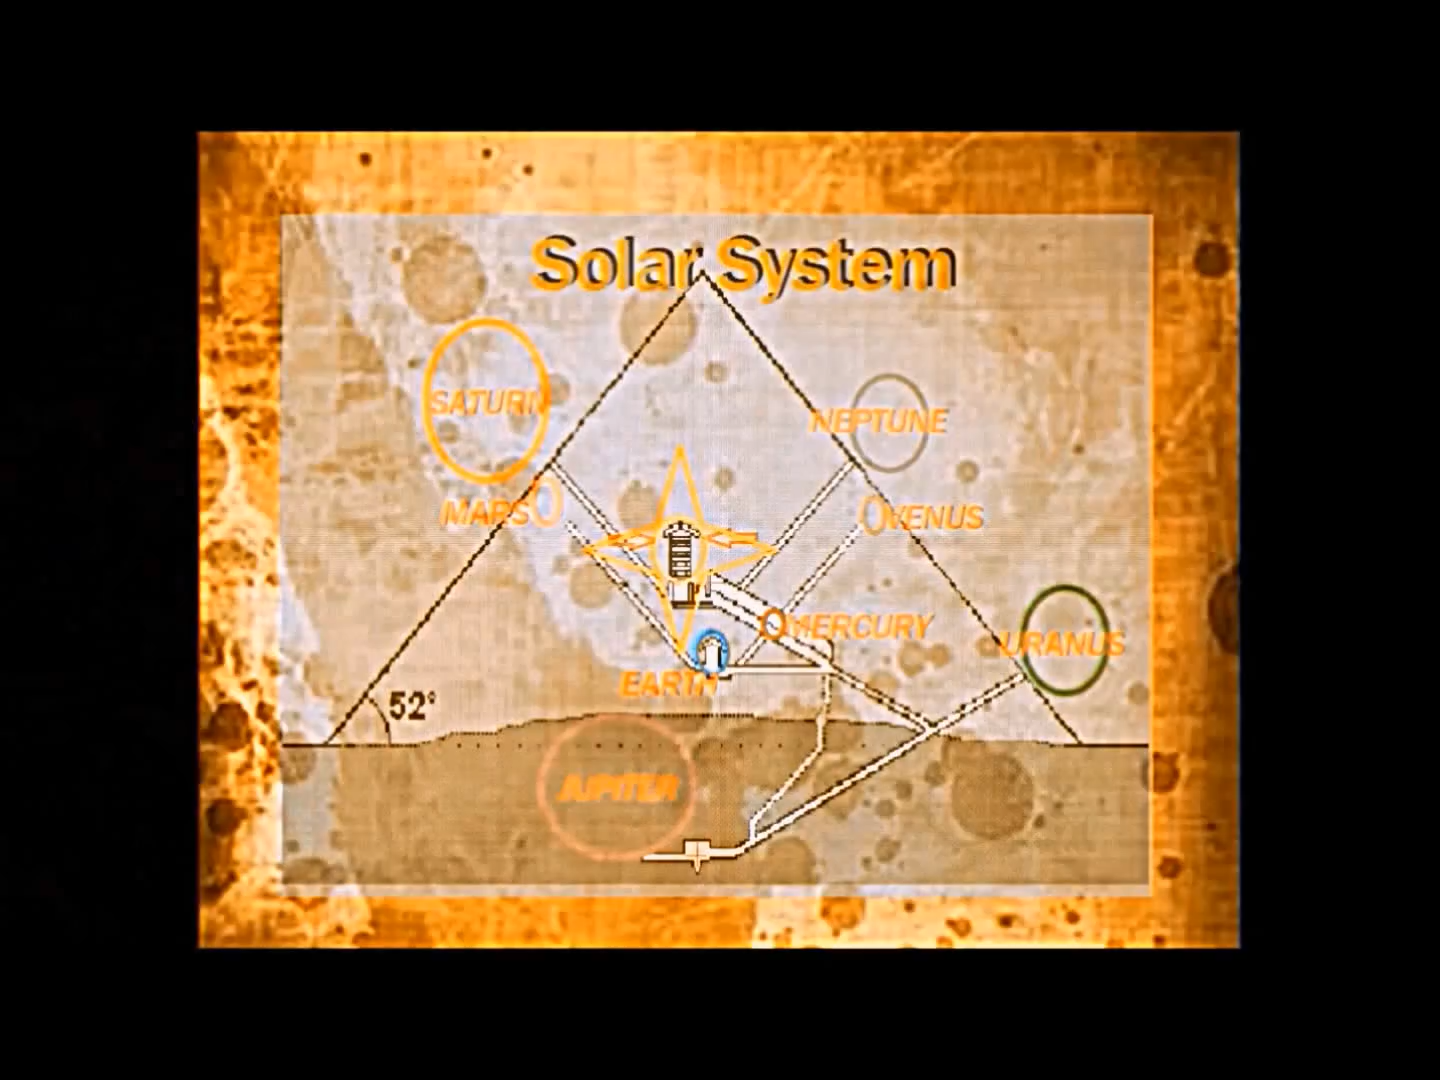 Solar System
SATURN
NEPTUNE
MARS
VENUS
MERCURY
URANUS
EARTH
52°
JUPITER